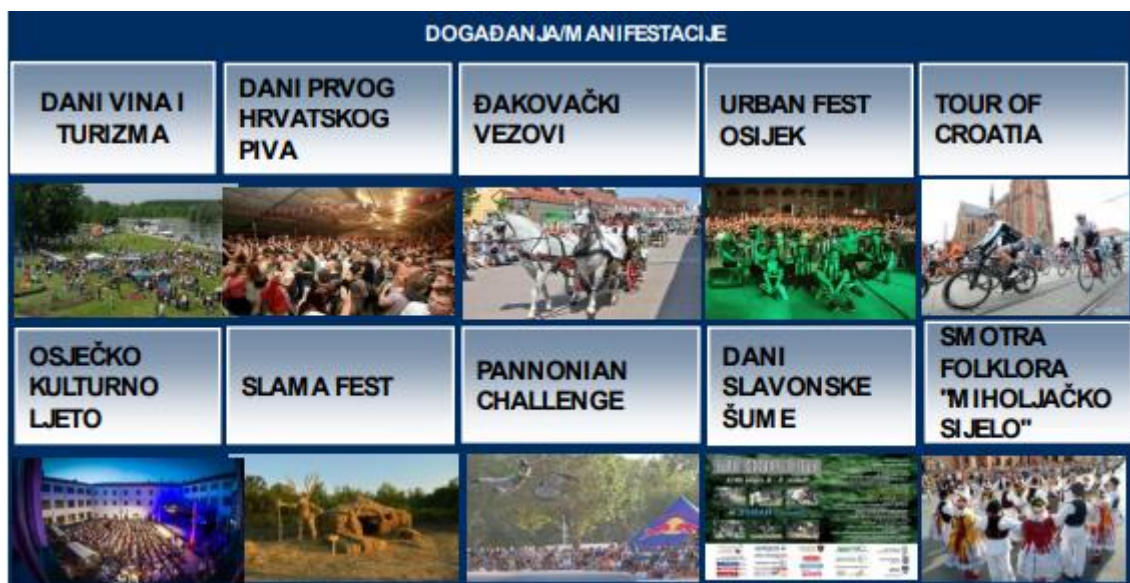 DOGAĐANJA/MANIFESTACIJE
DANI VINA I
TURIZMA
DANI PRVOG
HRVATSKOG
PIVA
ĐAKOVAČKI
VEZOVI
URBAN FEST
OSIJEK
TOUR OF
CROATIA
OSJEČKO
KULTURNO
LJETO
SLAMA FEST
PANNONIAN
CHALLENGE
DANI
SLAVONSKE
ŠUME
SMOTRA
FOLKLORA
"MIHOLJAČKO
SIJELO"